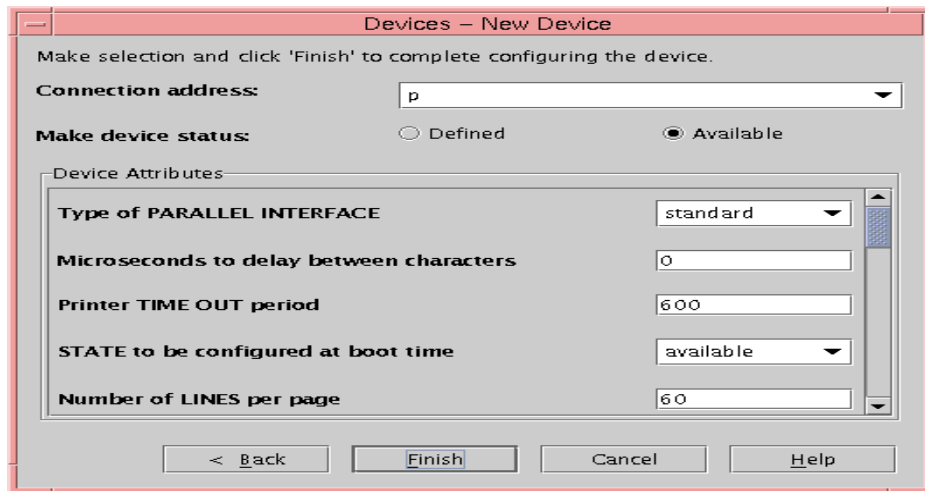 Devices – New Device
Make selection and click 'Finish' to complete configuring the device.
Connection address: p
Make device status: Defined Available
Device Attributes
Type of PARALLEL INTERFACE standard
Microseconds to delay between characters 0
Printer TIME OUT period 600
STATE to be configured at boot time available
Number of LINES per page 60
< Back Finish Cancel Help